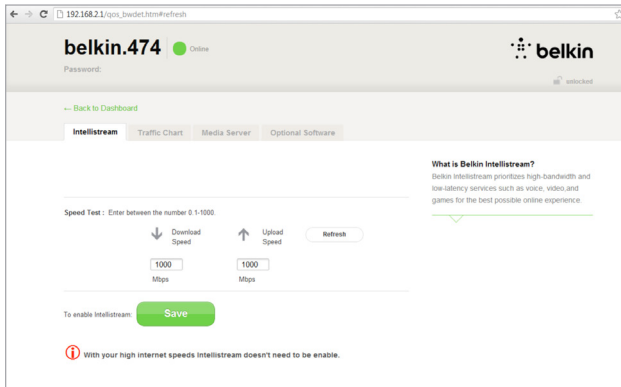 192.168.2.1/qos_bwdet.htm#refresh
belkin.474 Online
belkin
Password:
unlocked
← Back to Dashboard
Intellistream Traffic Chart Media Server Optional Software
What is Belkin Intellistream?
Belkin Intellistream prioritizes high-bandwidth and
low-latency services such as voice, video,and
games for the best possible online experience.
Speed Test : Enter between the number 0.1-1000.
Download
Speed
Upload
Speed
Refresh
1000 1000
Mbps Mbps
To enable Intellistream: Save
With your high internet speeds Intellistream doesn't need to be enable.